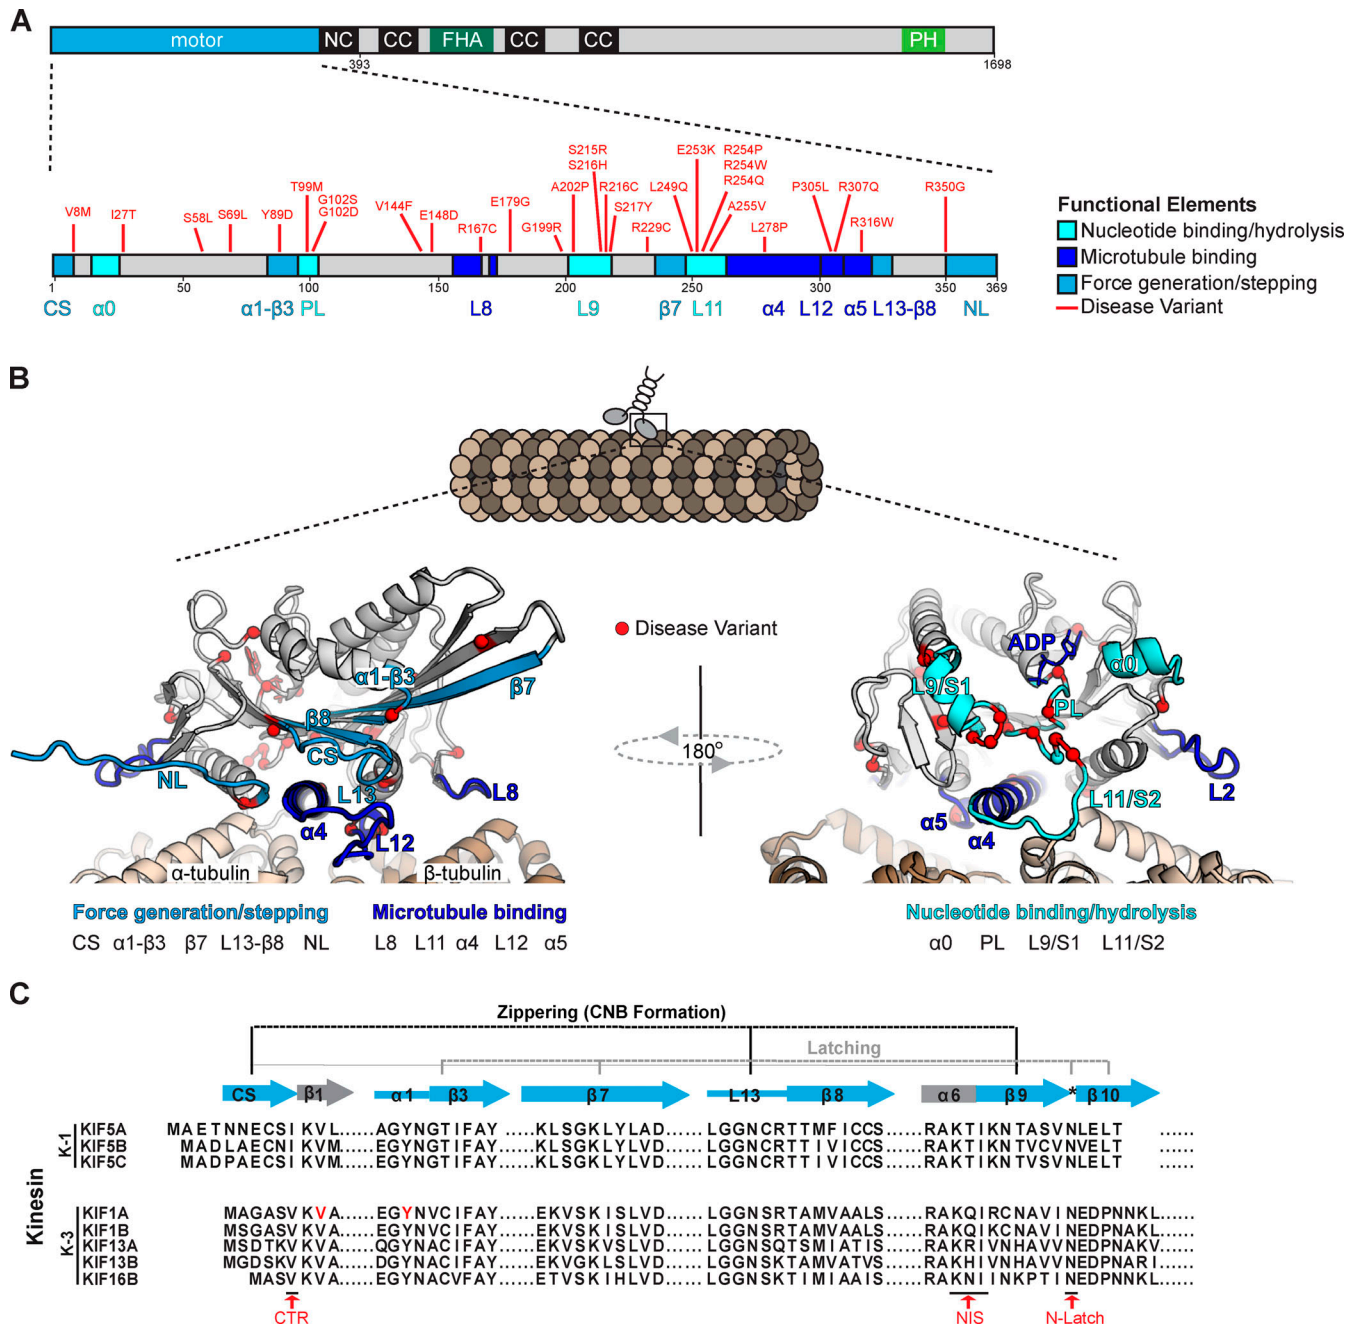 A
motor NC CC FHA CC CC PH
393 1698
S215R E253K R254P
S216H R254W
T99M A202P R216C L249Q R254Q P305L R307Q R350G
G102S E179G
V8M I27T S58L S69L Y89D G102D V144F E148D S217Y A255V
R167C G199R R229C L278P R316W
1 50 100 150 200 250 300 350 369
CS α0 α1-β3 PL L8 L9 β7 L11 α4 L12 α5 L13-β8 NL
Functional Elements
Nucleotide binding/hydrolysis
Microtubule binding
Force generation/stepping
Disease Variant
B
Disease Variant
180°
α1-β3
β7
β8
CS
NL
L13
L8
α4
L12
α-tubulin β-tubulin
ADP
α0
L9/S1
PL
L2
L11/S2
α5
α4
Force generation/stepping Microtubule binding Nucleotide binding/hydrolysis
CS α1-β3 β7 L13-β8 NL L8 L11 α4 L12 α5 α0 PL L9/S1 L11/S2
C
Zippering (CNB Formation)
Latching
CS β1 α1 β3 β7 L13 β8 α6 β9 * β10
Kinesin
K-1
KIF5A MAETNNECSIKVL......AGYNGTIFAY......KLSGKLYLAD......LGGNCRTTMFICCS......RAKTIKNTASVNLELT ......
KIF5B MADLAECNIKVM......EGYNGTIFAY......KLSGKLYLVD......LGGNCRTTIVICCS......RAKTIKNTVCVNVELT ......
KIF5C MADPAECNIKVM......EGYNGTIFAY......KLSGKLYLVD......LGGNCRTTIVICCS......RAKTIKNTVSVNLELT ......
K-3
KIF1A MAGASVKVA......EGYNVCIFAY......EKVSKISLVD......LGGNSRTAMVAALS......RAKQIRCNAVINEDPNNKL......
KIF1B MSGASVKVA......EGYNVCIFAY......EKVSKISLVD......LGGNSRTAMVAALS......RAKQIKCNAVINEDPNAKL......
KIF13A MSDTKVKVA......QGYNACIFAY......EKVSKVSLVD......LGGNSQTSMIATIS......RAKRIVNHAVVNEDPNAKV......
KIF13B MGDSKVKVA......DGYNACIFAY......EKVSKISLVD......LGGNSKTAMVATVS......RAKHIVNHAVVNEDPNARI......
KIF16B MASVKVA......EGYNACVFAY......ETVSKIHLVD......LGGNSKTIMIAAIS......RAKNIINKPTINEDPNNKL......
CTR NIS N-Latch